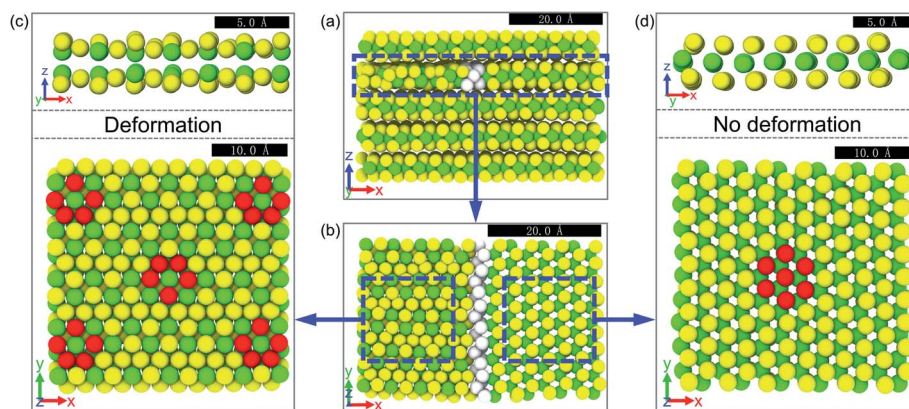 (c)
5.0 Å
z
y x
Deformation
10.0 Å
y
z x
(a)
20.0 Å
z
y x
(b)
20.0 Å
y
z x
(d)
5.0 Å
z
y x
No deformation
10.0 Å
y
z x